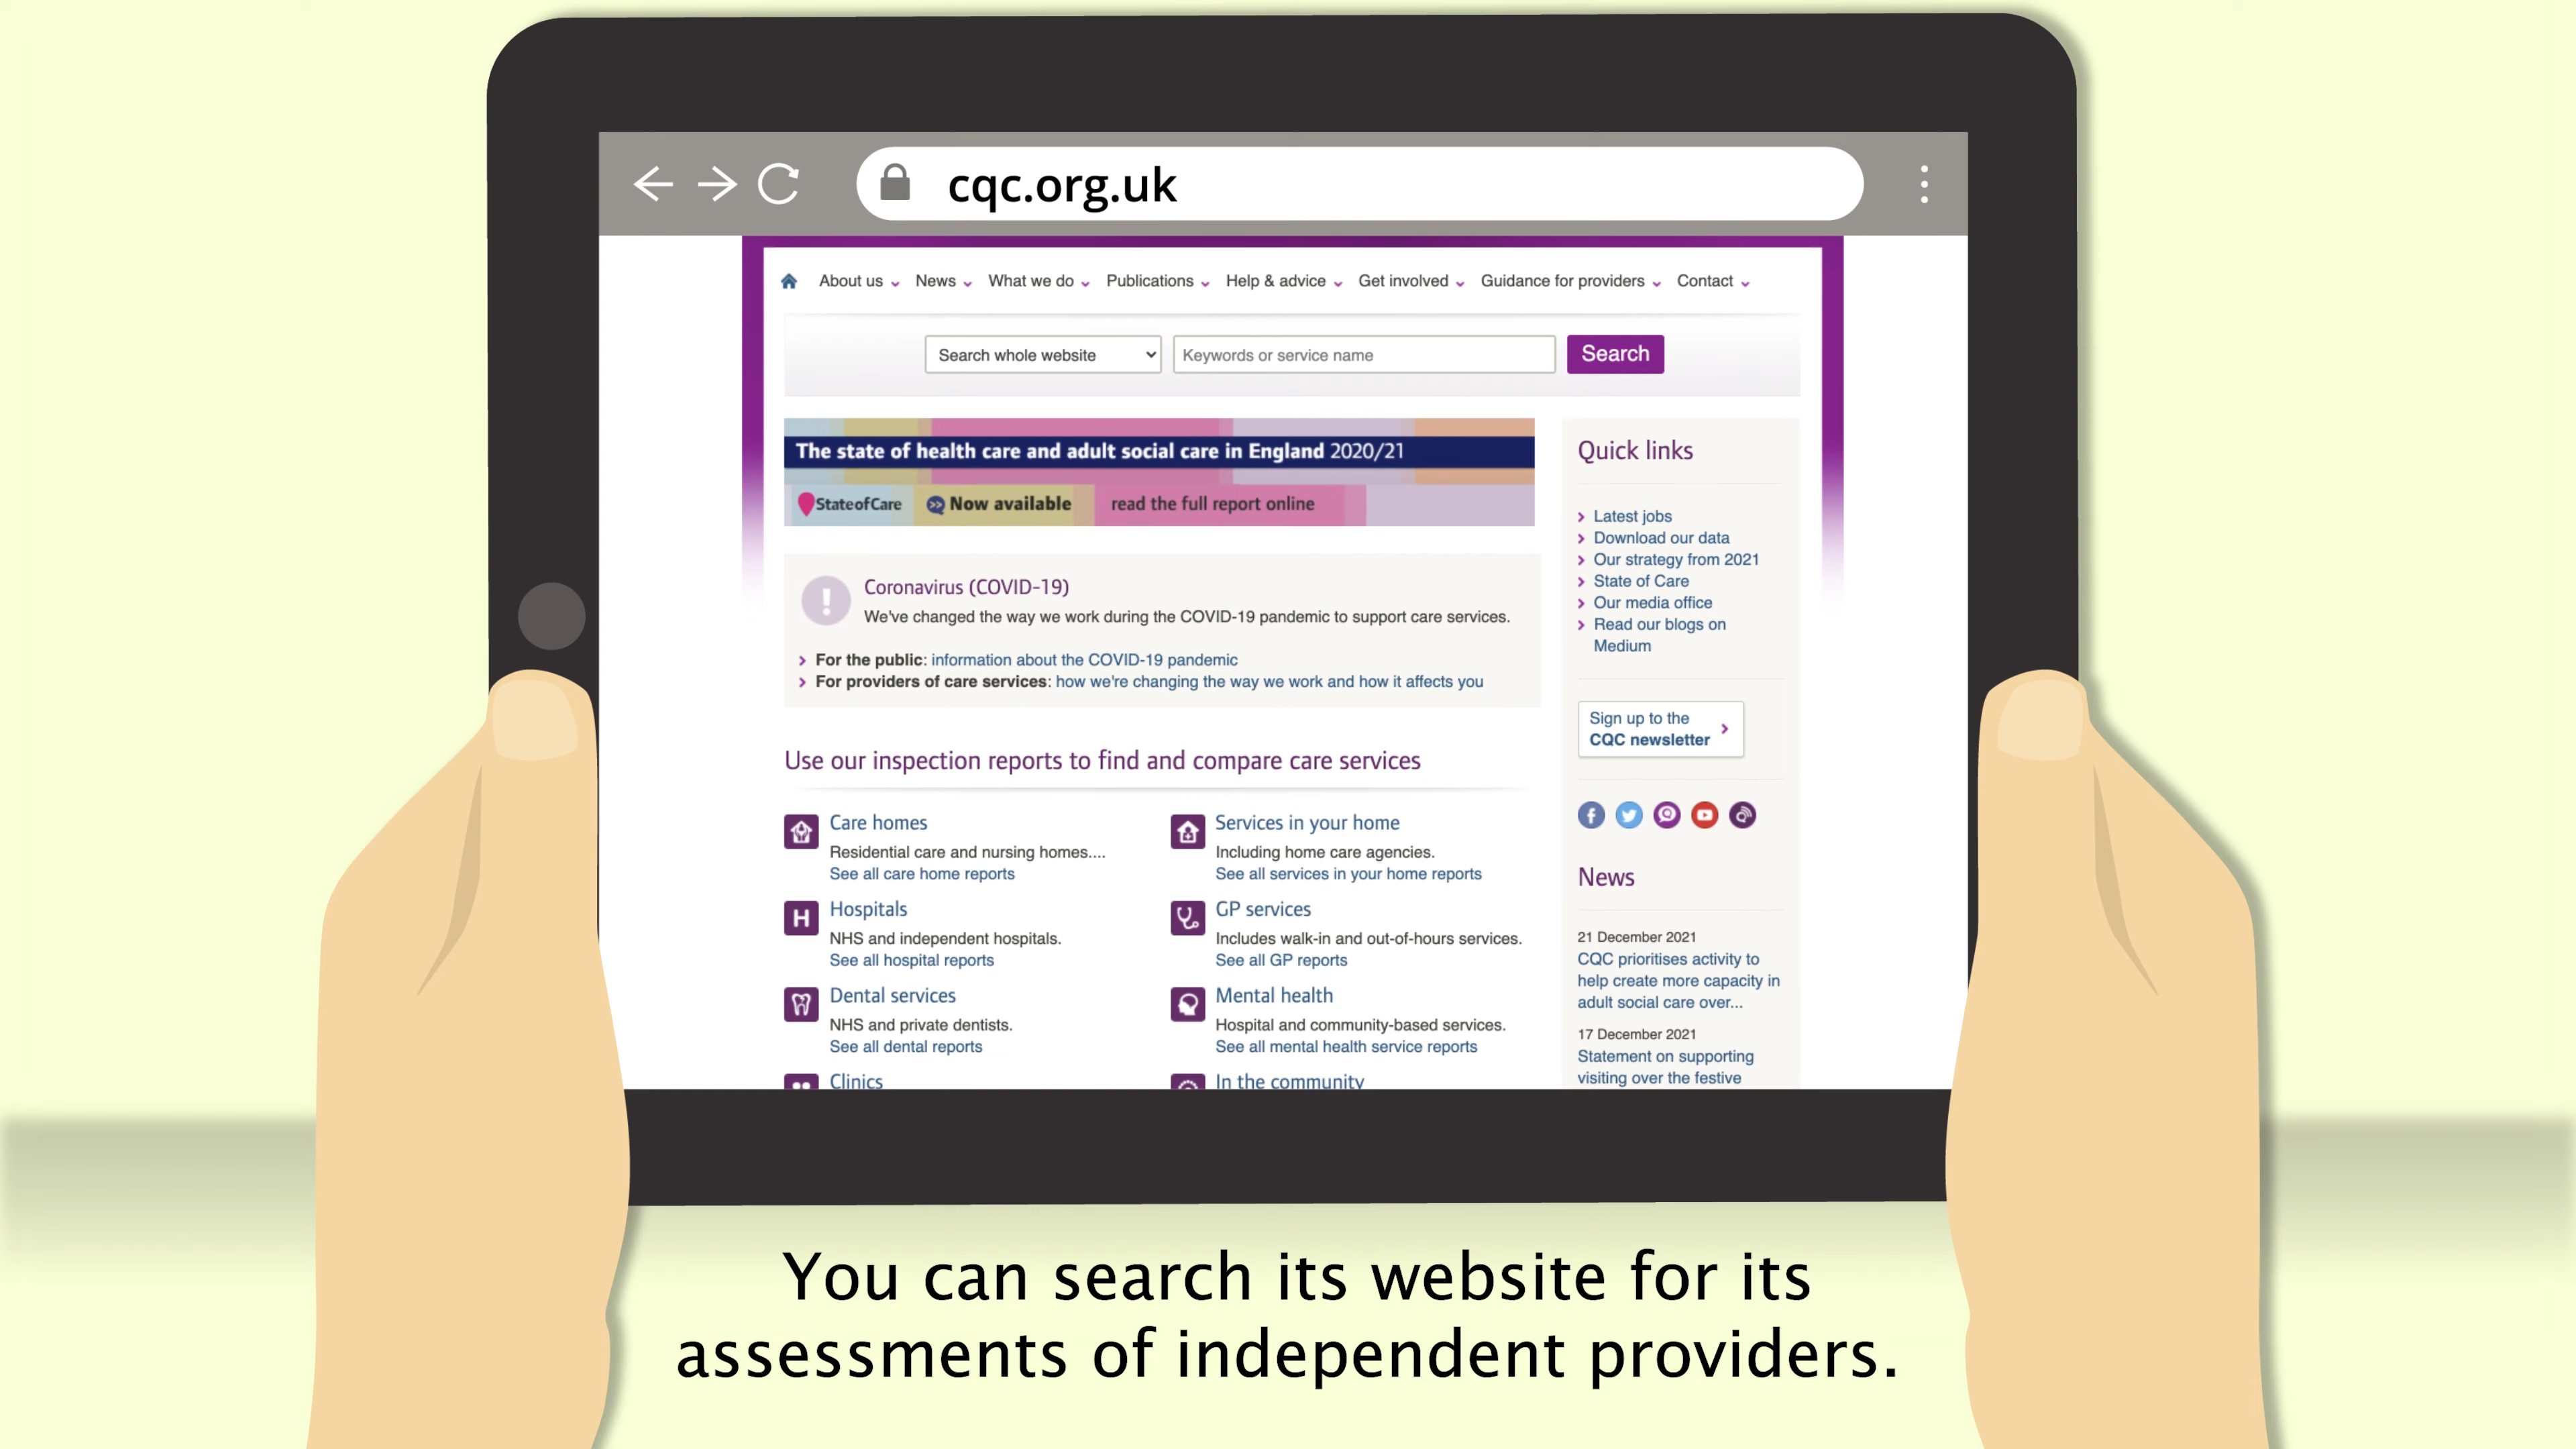 cqc.org.uk
About us News What we do Publications Help & advice Get involved Guidance for providers Contact
Search whole website Keywords or service name Search
The state of health care and adult social care in England 2020/21
StateofCare Now available read the full report online
Coronavirus (COVID-19)
We've changed the way we work during the COVID-19 pandemic to support care services.
For the public: information about the COVID-19 pandemic
For providers of care services: how we're changing the way we work and how it affects you
Use our inspection reports to find and compare care services
Care homes
Residential care and nursing homes....
See all care home reports
Services in your home
Including home care agencies.
See all services in your home reports
H Hospitals
NHS and independent hospitals.
See all hospital reports
GP services
Includes walk-in and out-of-hours services.
See all GP reports
Dental services
NHS and private dentists.
See all dental reports
Mental health
Hospital and community-based services.
See all mental health service reports
Clinics
In the community
Quick links
Latest jobs
Download our data
Our strategy from 2021
State of Care
Our media office
Read our blogs on
Medium
Sign up to the
CQC newsletter
News
21 December 2021
CQC prioritises activity to
help create more capacity in
adult social care over...
17 December 2021
Statement on supporting
visiting over the festive
You can search its website for its
assessments of independent providers.